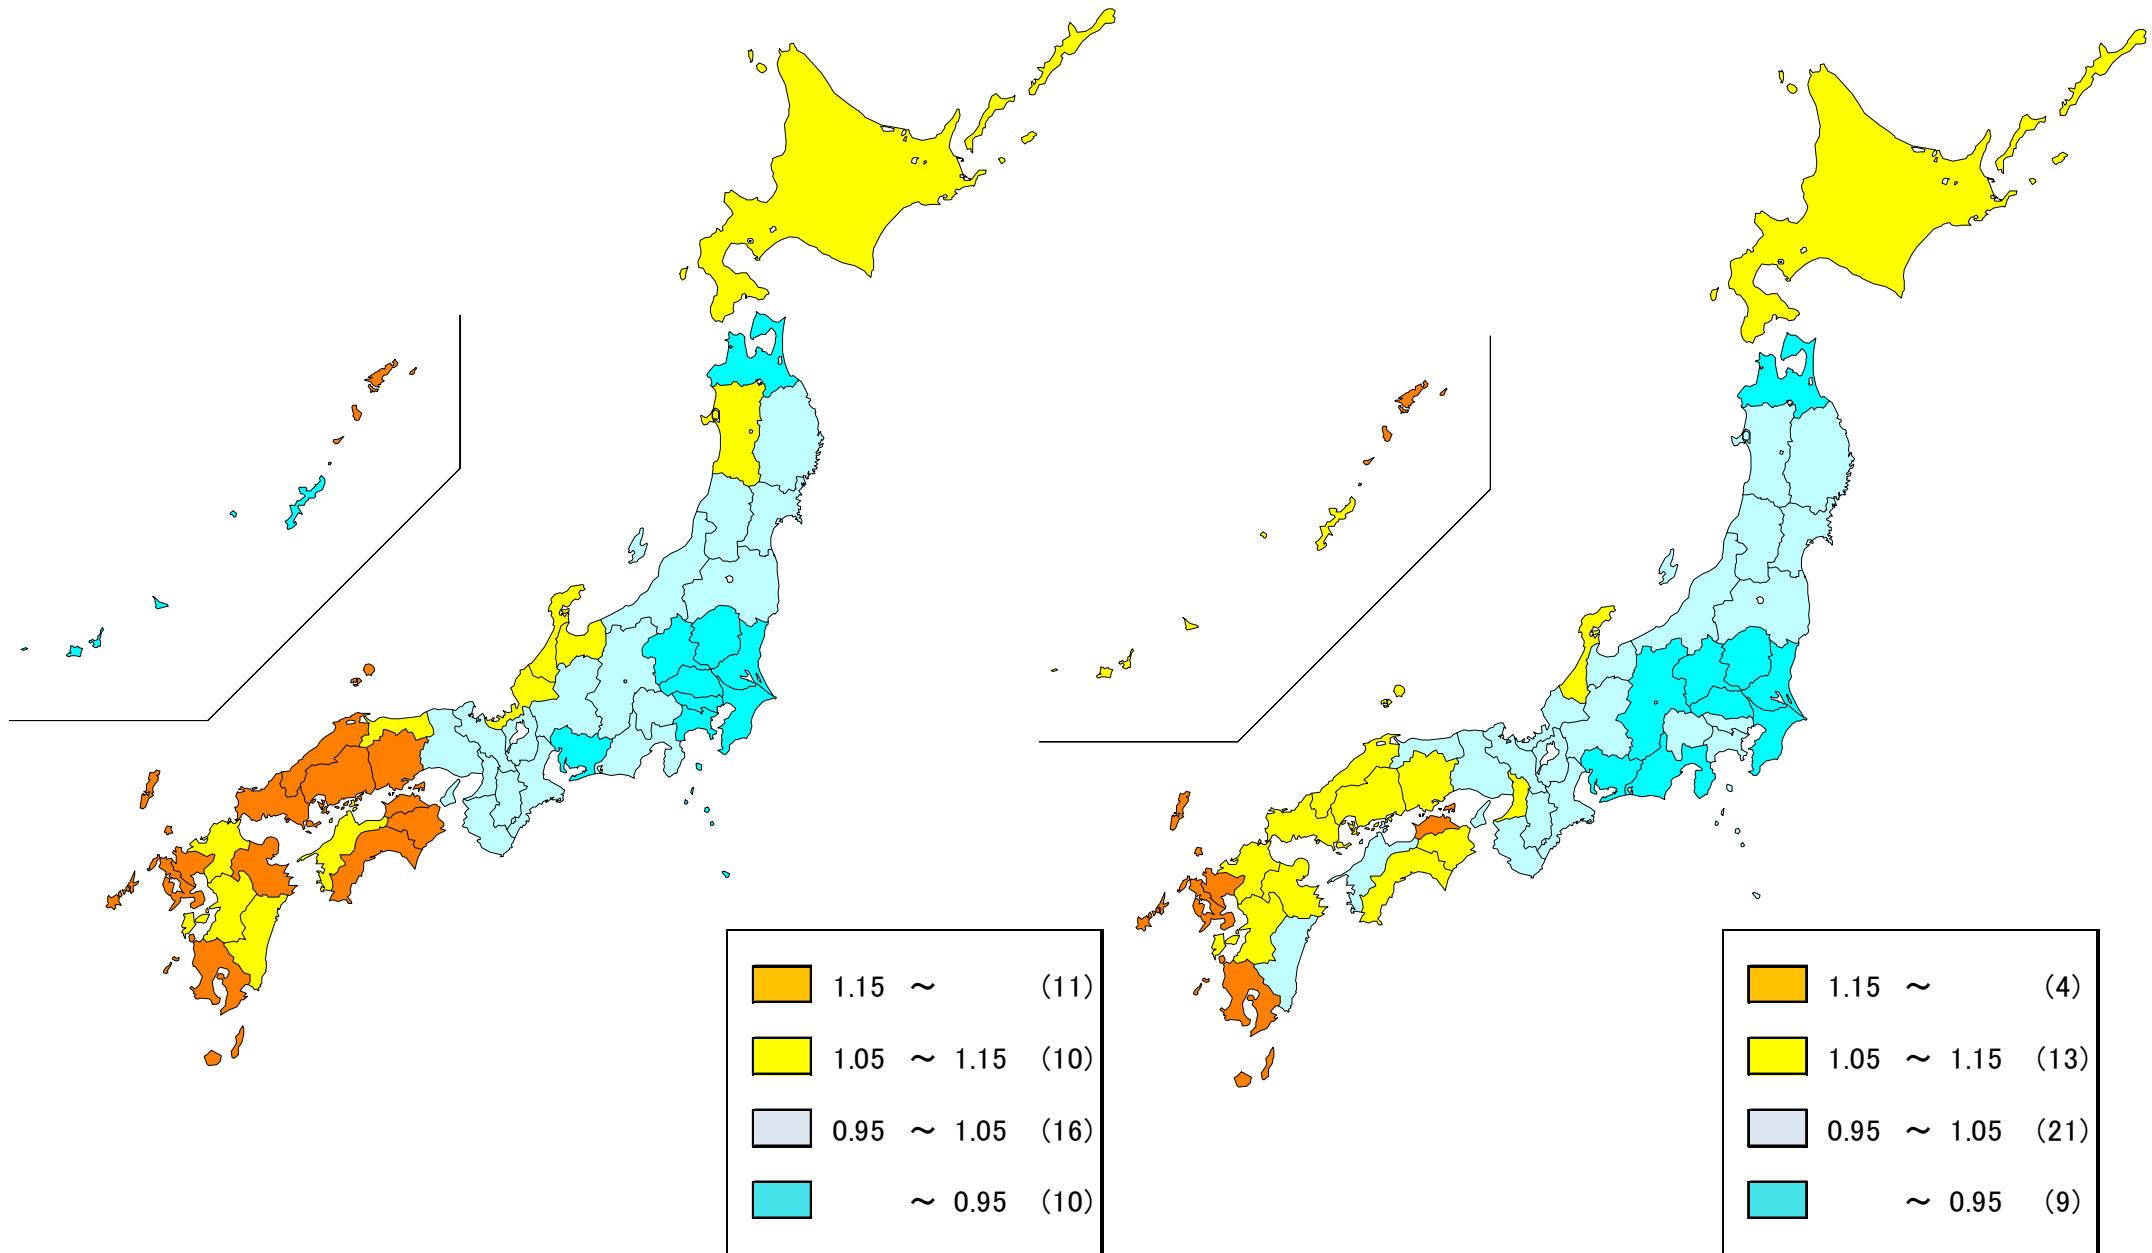 1.15 ～ (11)
1.05 ～ 1.15 (10)
0.95 ～ 1.05 (16)
～ 0.95 (10)
1.15 ～ (4)
1.05 ～ 1.15 (13)
0.95 ～ 1.05 (21)
～ 0.95 (9)